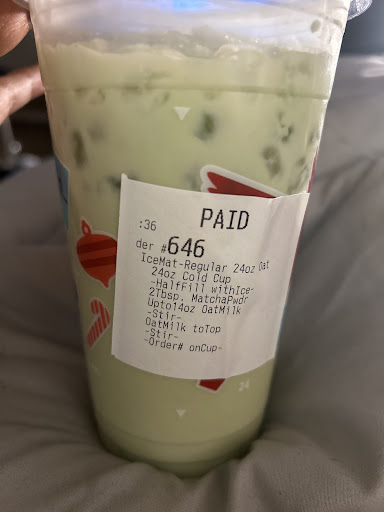 PAID
:36
der #646
IceMat-Regular 24oz Oat
24oz Cold Cup
-HalfFill withIce-
2Tbsp. MatchaPwdr
Upto14oz OatMilk
-Stir-
OatMilk toTop
-Stir-
-Order# onCup-
24